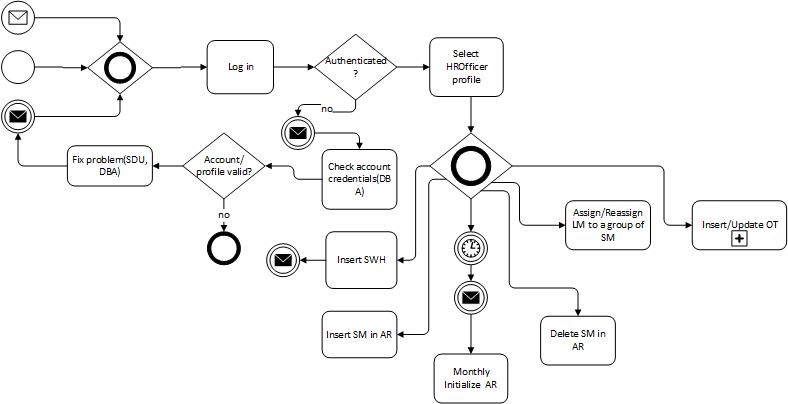 Log in
Authenticated
?
Select
HROfficer
profile
no
Fix problem(SDU,
DBA)
Account/
profile valid?
Check account
credentials(DB
A)
no
Assign/Reassign
LM to a group of
SM
Insert/Update OT
Insert SWH
Insert SM in AR
Delete SM in
AR
Monthly
Initialize AR